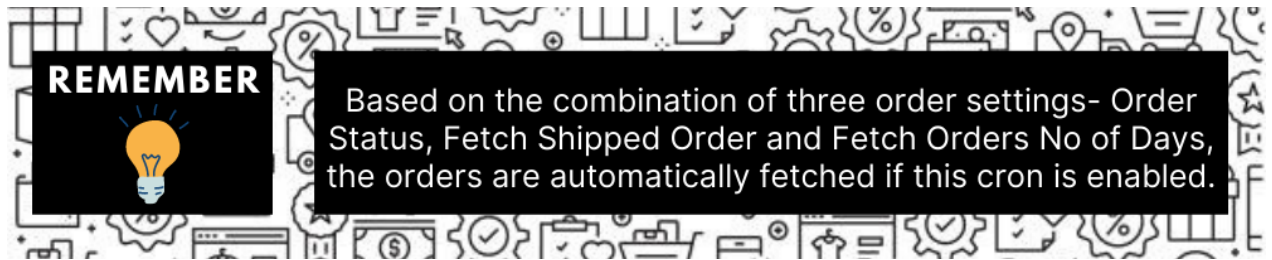 REMEMBER
Based on the combination of three order settings- Order
Status, Fetch Shipped Order and Fetch Orders No of Days,
the orders are automatically fetched if this cron is enabled.